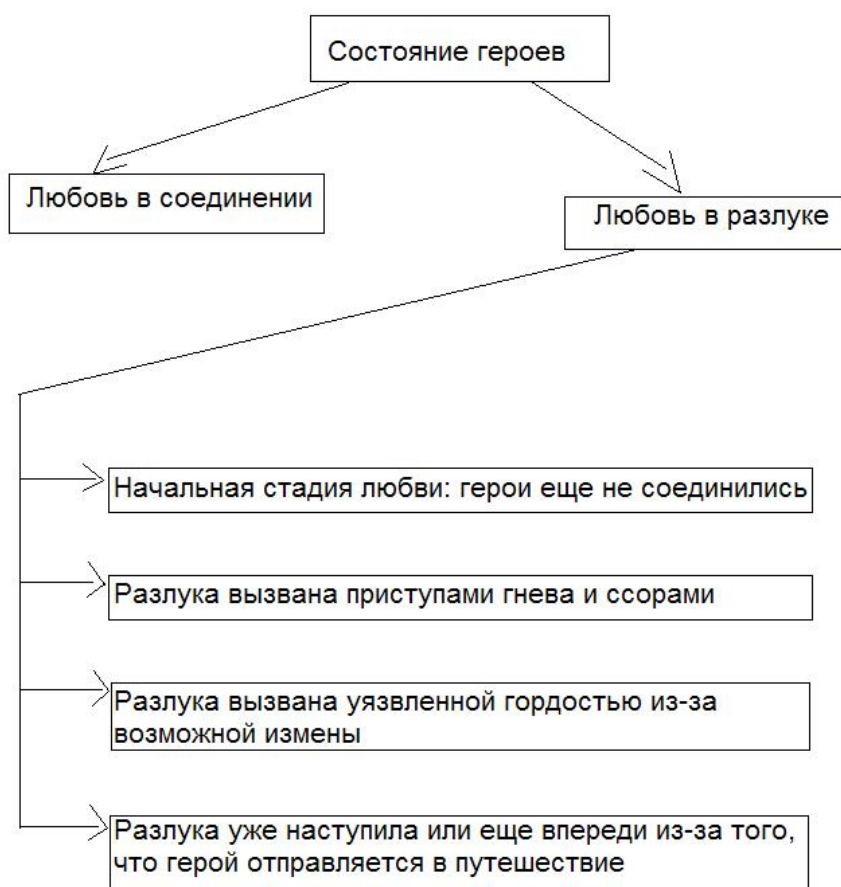 Состояние героев
Любовь в соединении
Любовь в разлуке
Начальная стадия любви: герои еще не соединились
Разлука вызвана приступами гнева и ссорами
Разлука вызвана уязвленной гордостью из-за
возможной измены
Разлука уже наступила или еще впереди из-за того,
что герой отправляется в путешествие